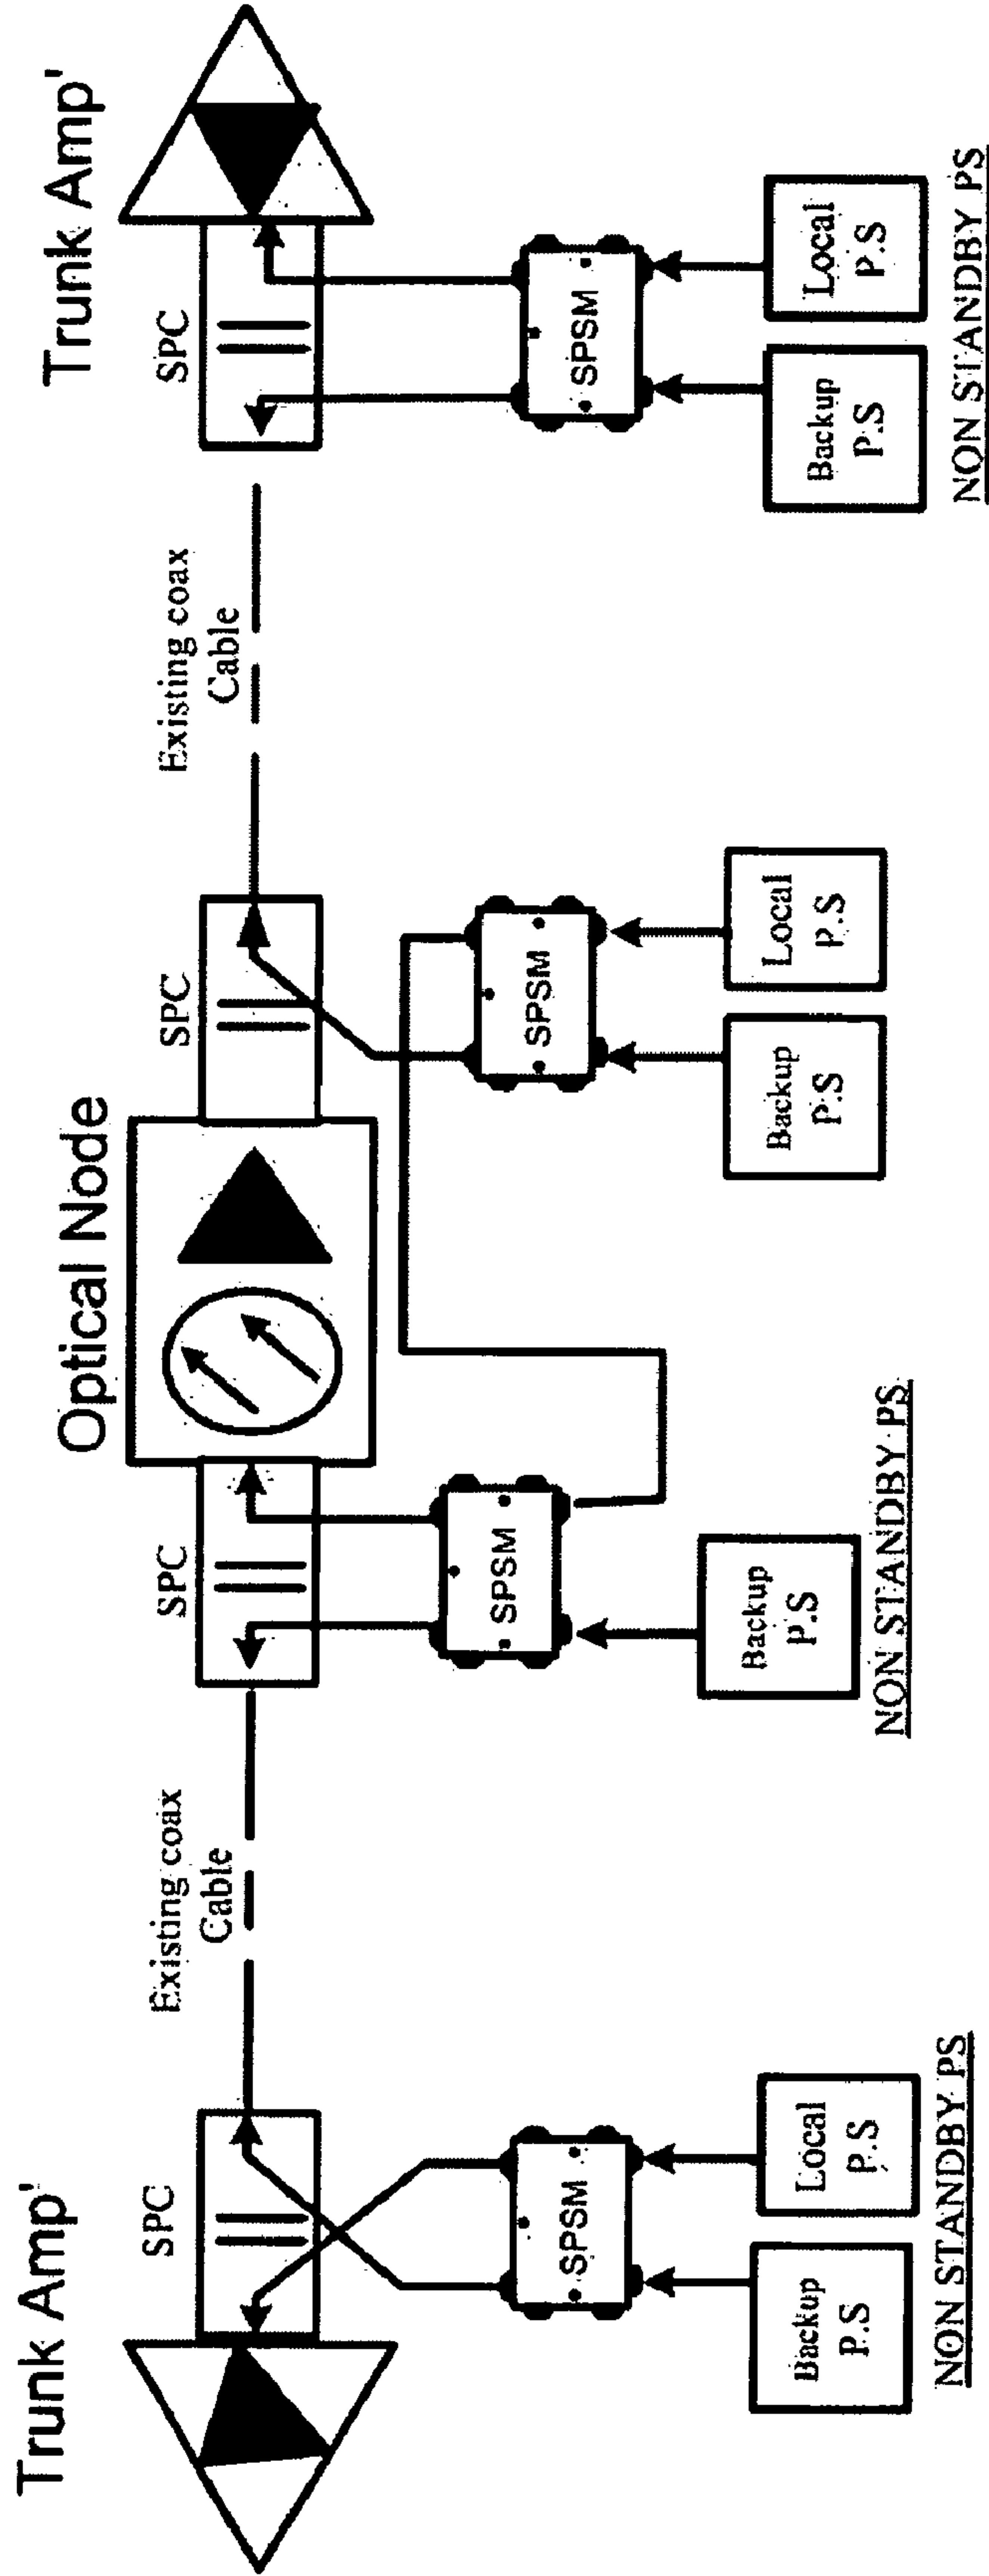 Trunk Amp'
Optical Node
Trunk Amp'
SPC
Existing coax
Cable
SPC
SPC
Existing coax
Cable
SPC
SPSM
SPSM
SPSM
SPSM
Backup
P.S
Local
P.S
Backup
P.S
Backup
P.S
Local
P.S
Backup
P.S
Local
P.S
NON STANDBY PS
NON STANDBY PS
NON STANDBY PS